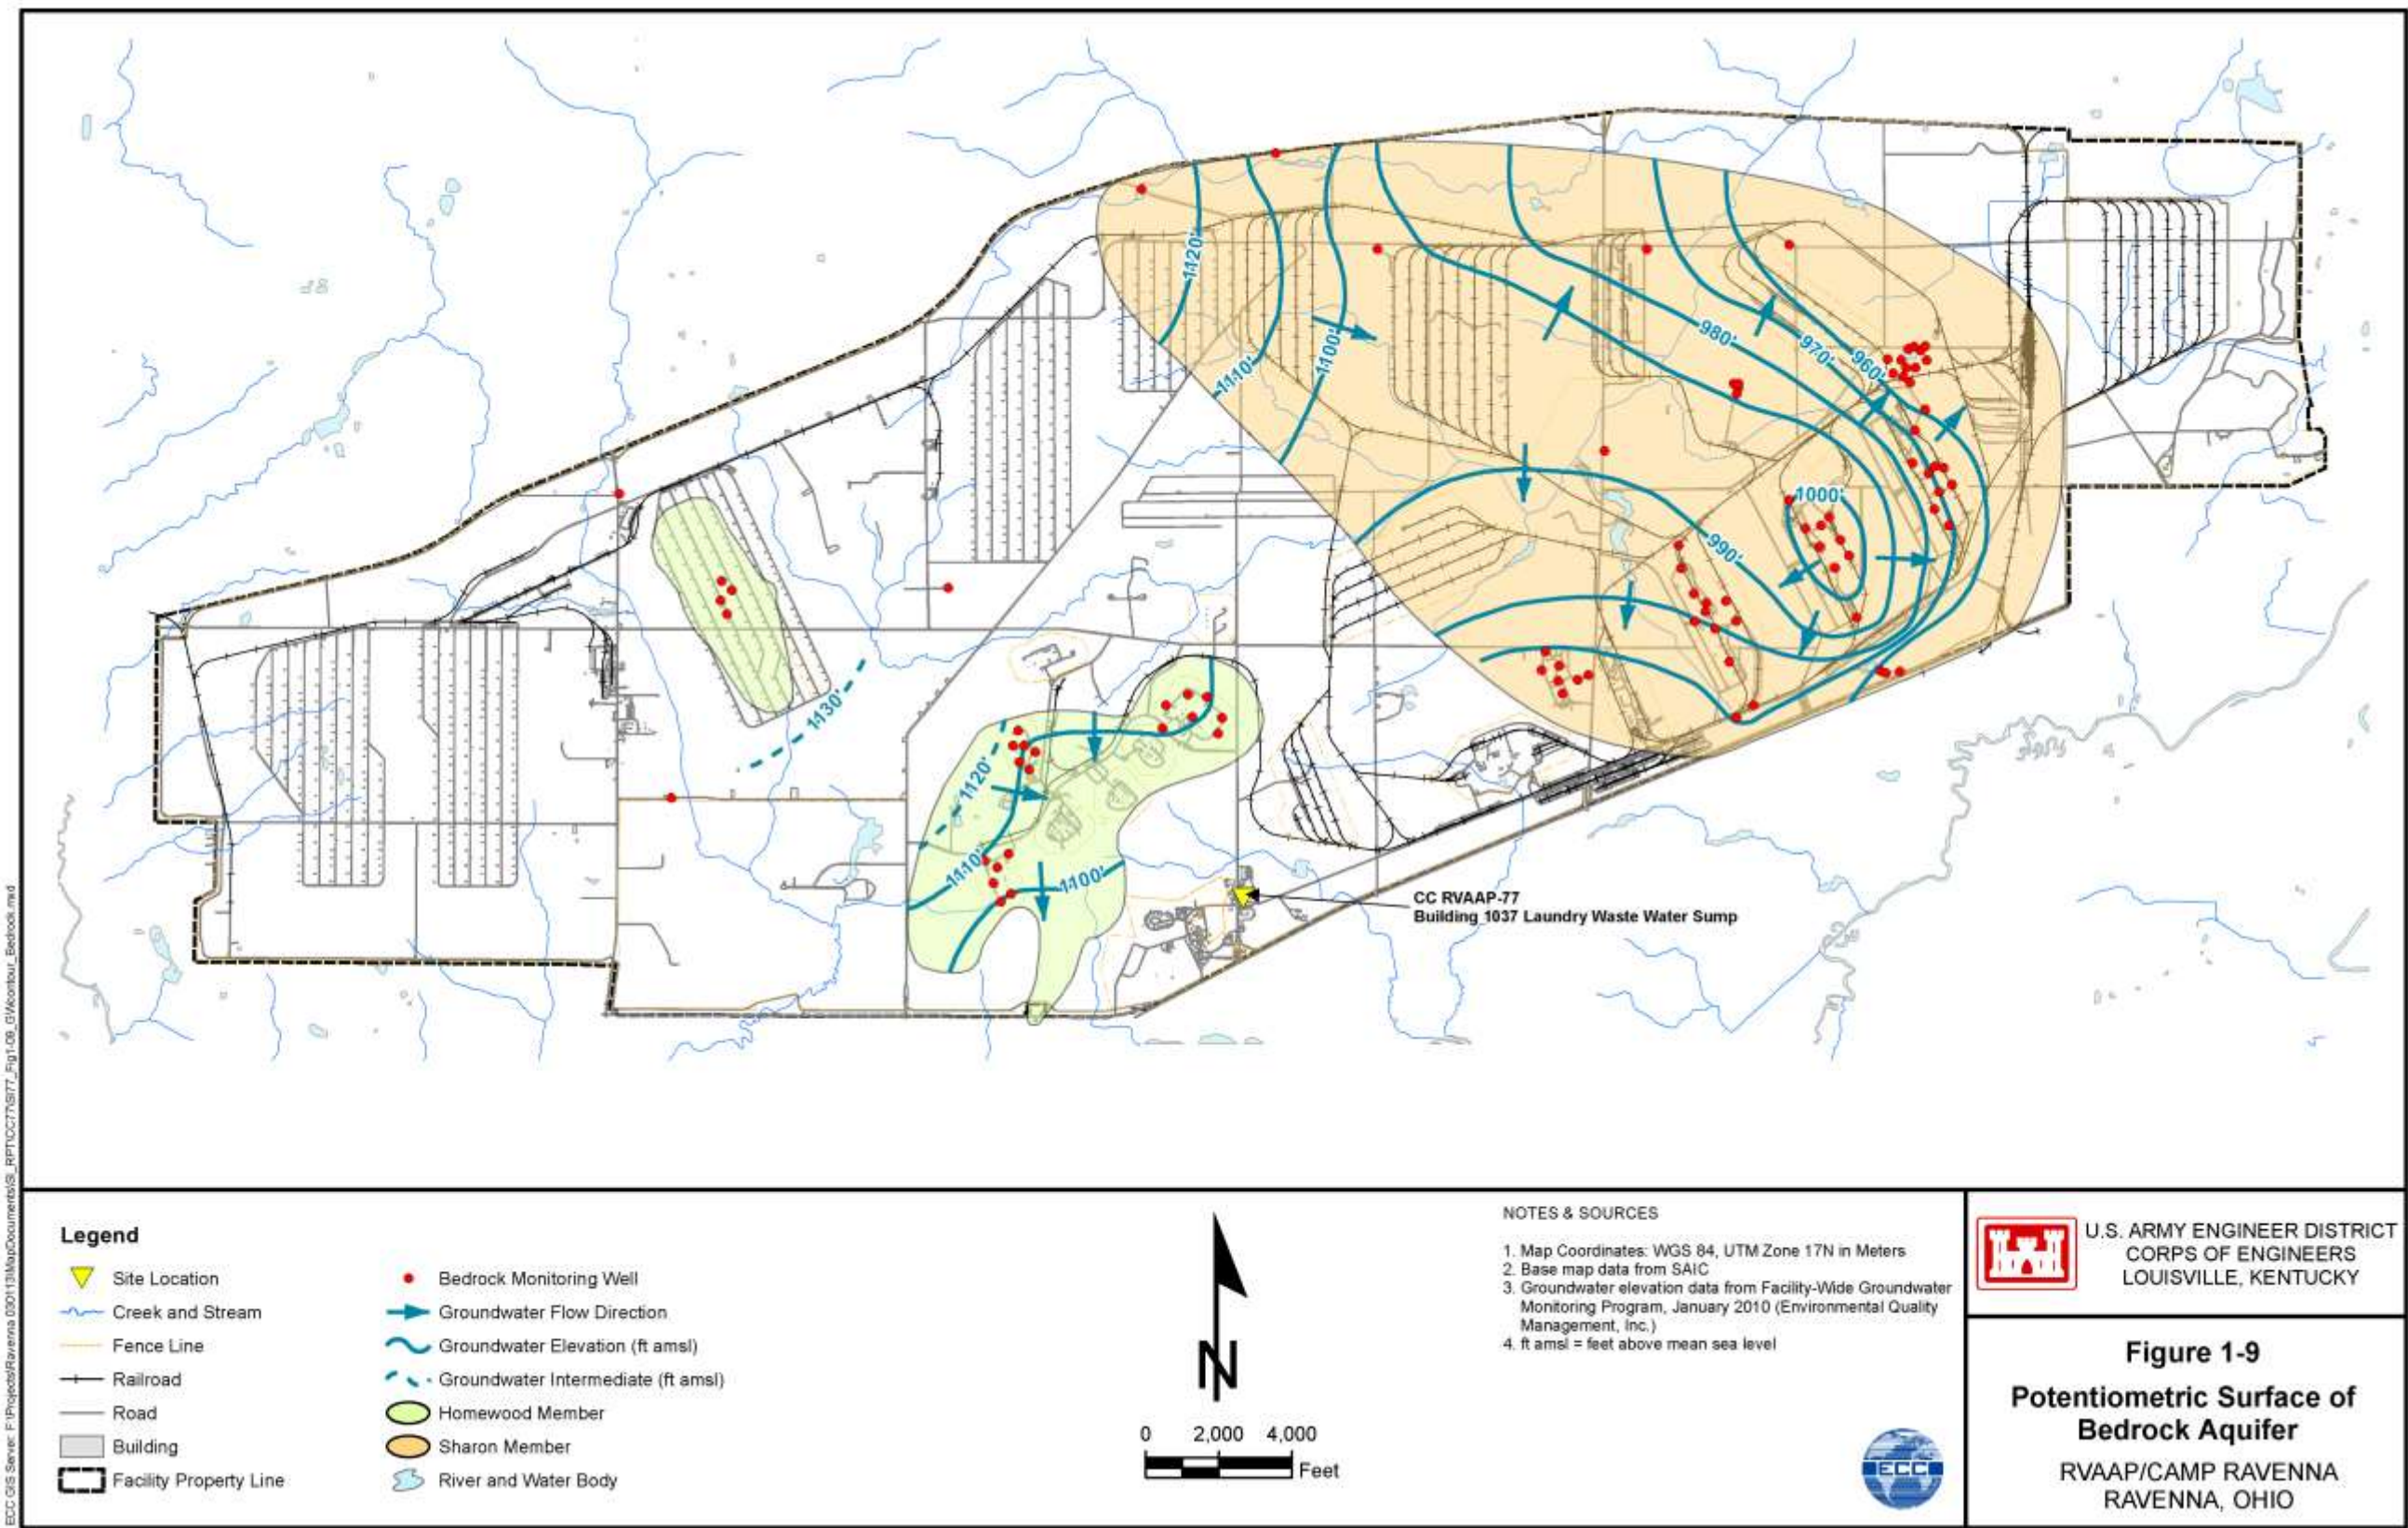 1120'
1110'
1100'
980'
970'
960'
1000'
990'
1130'
1120'
1110'
1100'
CC RVAAP-77
Building 1037 Laundry Waste Water Sump
Legend
Site Location
Creek and Stream
Fence Line
Railroad
Road
Building
Facility Property Line
Bedrock Monitoring Well
Groundwater Flow Direction
Groundwater Elevation (ft amsl)
Groundwater Intermediate (ft amsl)
Homewood Member
Sharon Member
River and Water Body
N
0 2,000 4,000
Feet
NOTES & SOURCES
1. Map Coordinates: WGS 84, UTM Zone 17N in Meters
2. Base map data from SAIC
3. Groundwater elevation data from Facility-Wide Groundwater
Monitoring Program, January 2010 (Environmental Quality
Management, Inc.)
4. ft amsl = feet above mean sea level
ECC
U.S. ARMY ENGINEER DISTRICT
CORPS OF ENGINEERS
LOUISVILLE, KENTUCKY
Figure 1-9
Potentiometric Surface of
Bedrock Aquifer
RVAAP/CAMP RAVENNA
RAVENNA, OHIO